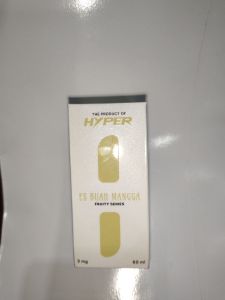 THE PRODUCT OF
HYPER
ES BUAH MANGGA
FRUITY SERIES
3 mg 60 ml